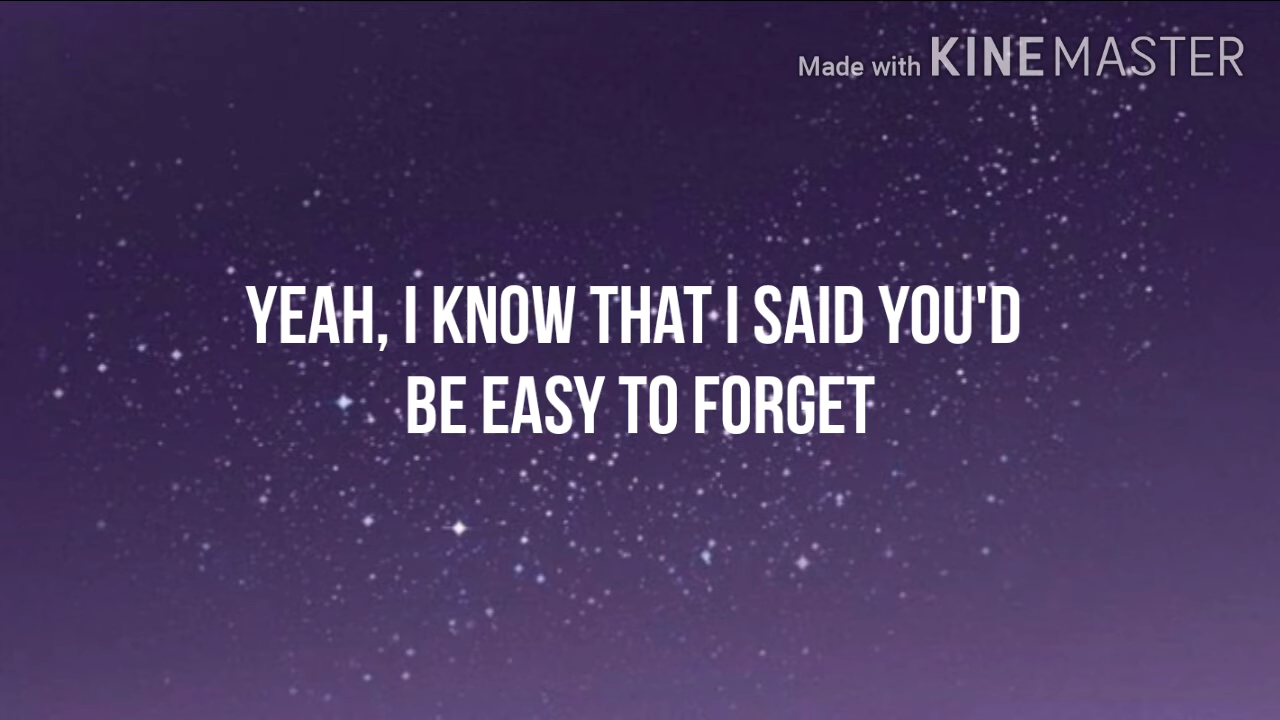 Made with KINEMASTER
YEAH, I KNOW THAT I SAID YOU'D
BE EASY TO FORGET